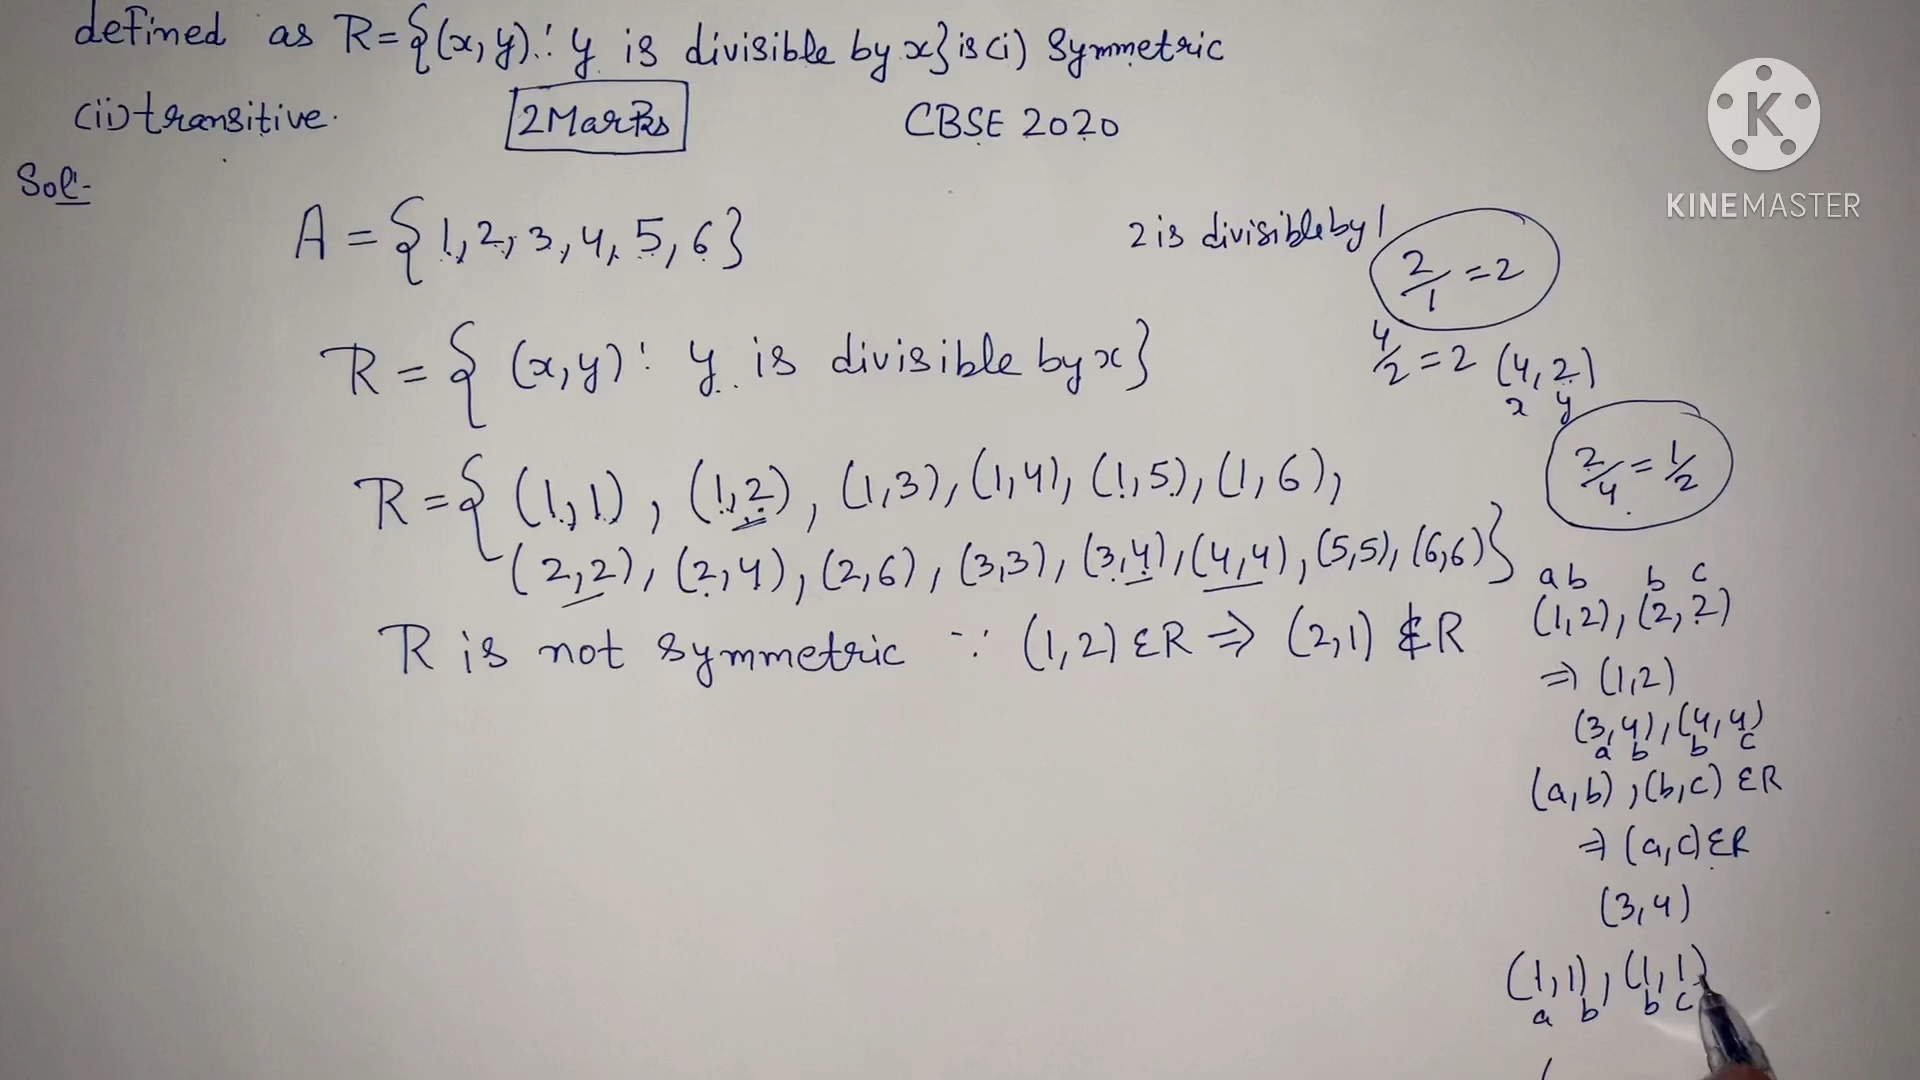 defined as R={(x,y): y is divisible by x} is (i) Symmetric
(ii) transitive.
2 Marks
CBSE 2020
K
KINEMASTER
Sol-
A = {1,2,3,4,5,6}
2 is divisible by 1
2/1 = 2
R = { (x,y): y is divisible by x}
4/2 = 2 (4,2)
x y
2/4 = 1/2
R = { (1,1), (1,2), (1,3), (1,4), (1,5), (1,6),
(2,2), (2,4), (2,6), (3,3), (3,4), (4,4), (5,5), (6,6)}
R is not symmetric ∵ (1,2) ε R ⇒ (2,1) ∉ R
a b b c
(1,2), (2,2)
⇒ (1,2)
(3,4), (4,4)
a b b c
(a,b), (b,c) ε R
⇒ (a,c) ε R
(3,4)
(1,1), (1,1)
a b b c
(